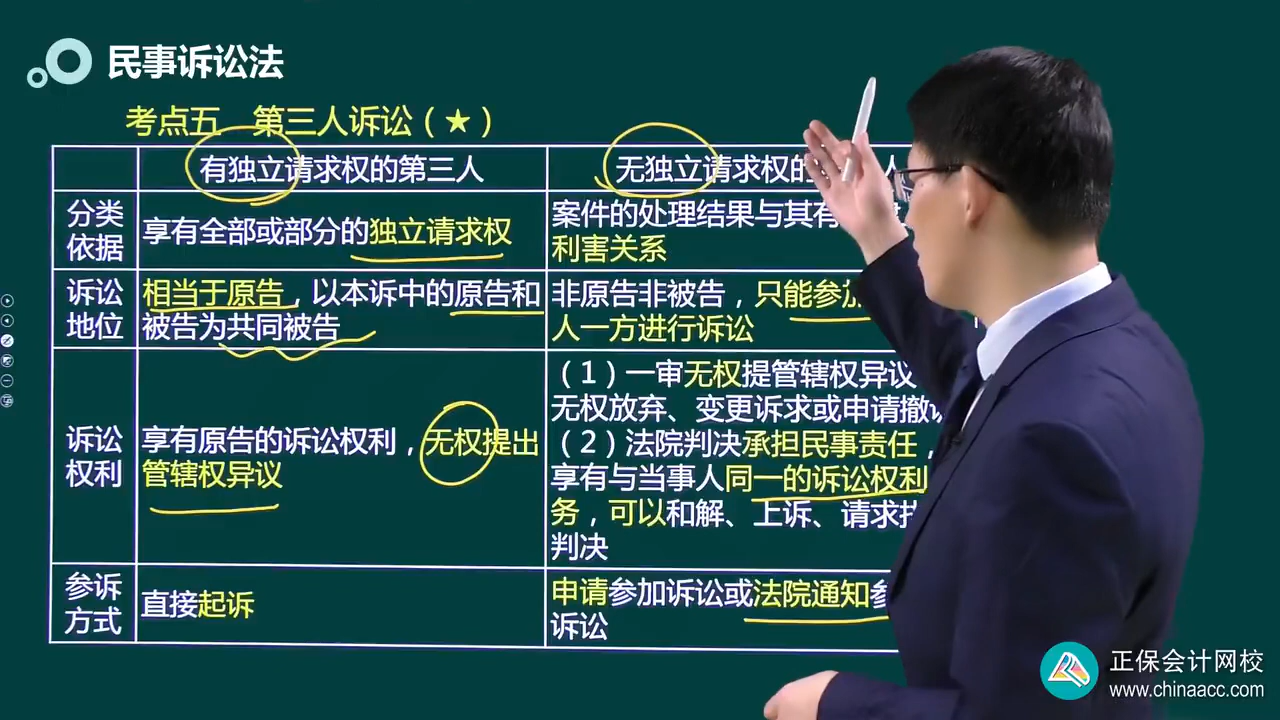 民事诉讼法
考点五 第三人诉讼（★）
有独立请求权的第三人
无独立请求权的
人
分类
依据
享有全部或部分的独立请求权
案件的处理结果与其有
利害关系
诉讼
地位
相当于原告，以本诉中的原告和
被告为共同被告
非原告非被告，只能参加
人一方进行诉讼
诉讼
权利
享有原告的诉讼权利，无权提出
管辖权异议
（1）一审无权提管辖权异议
无权放弃、变更诉求或申请撤
（2）法院判决承担民事责任，
享有与当事人同一的诉讼权利
务，可以和解、上诉、请求
判决
参诉
方式
直接起诉
申请参加诉讼或法院通知参
诉讼
正保会计网校
www.chinaacc.com